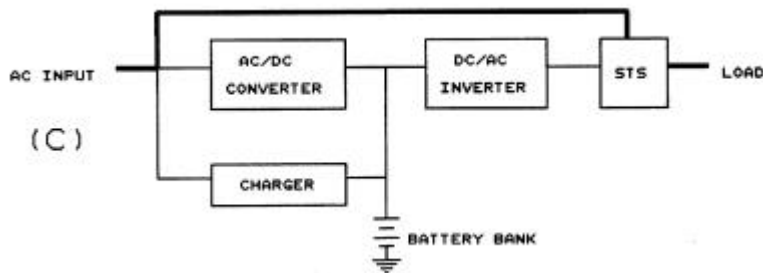 AC INPUT
(C)
AC/DC
CONVERTER
DC/AC
INVERTER
STS
LOAD
CHARGER
BATTERY BANK